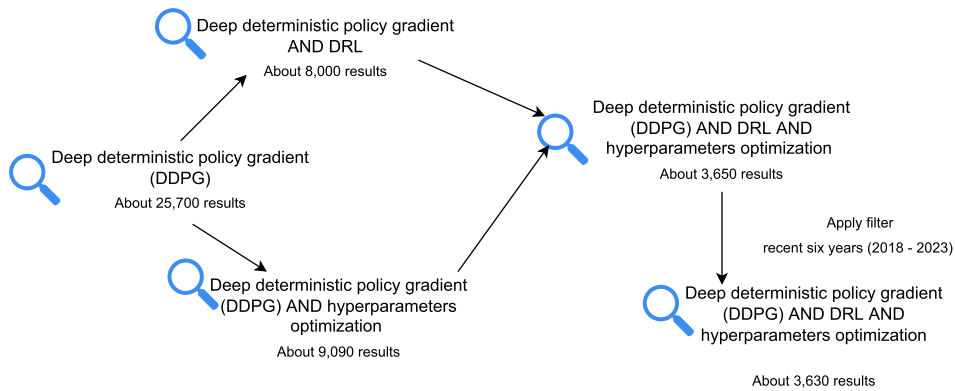 Deep deterministic policy gradient
AND DRL
About 8,000 results
Deep deterministic policy gradient
(DDPG)
About 25,700 results
Deep deterministic policy gradient
(DDPG) AND hyperparameters
optimization
About 9,090 results
Deep deterministic policy gradient
(DDPG) AND DRL AND
hyperparameters optimization
About 3,650 results
Apply filter
recent six years (2018 - 2023)
Deep deterministic policy gradient
(DDPG) AND DRL AND
hyperparameters optimization
About 3,630 results